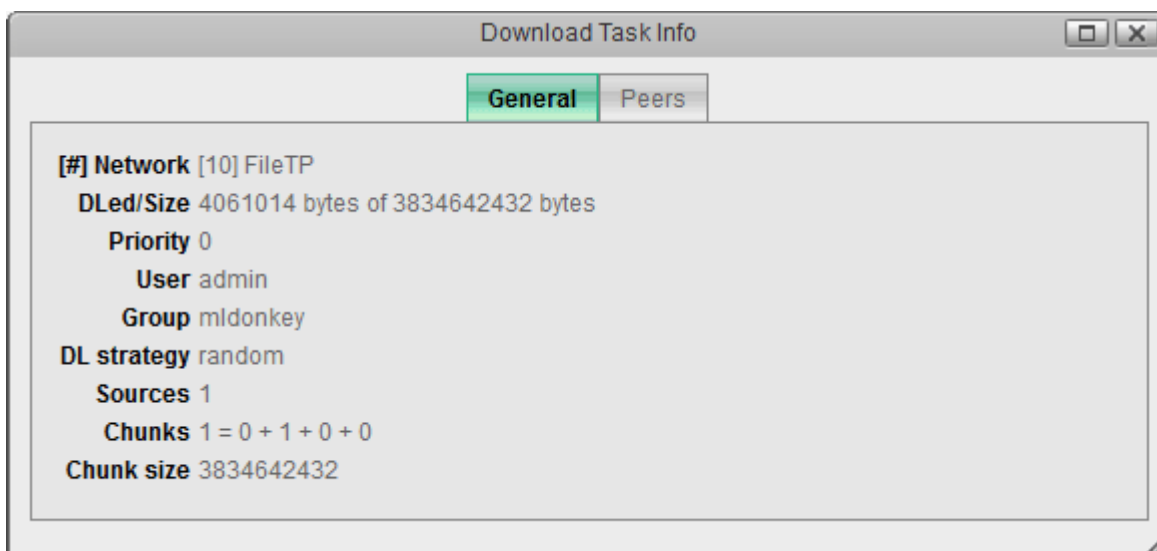 Download Task Info
General Peers
[#] Network [10] FileTP
DLed/Size 4061014 bytes of 3834642432 bytes
Priority 0
User admin
Group mldonkey
DL strategy random
Sources 1
Chunks 1 = 0 + 1 + 0 + 0
Chunk size 3834642432